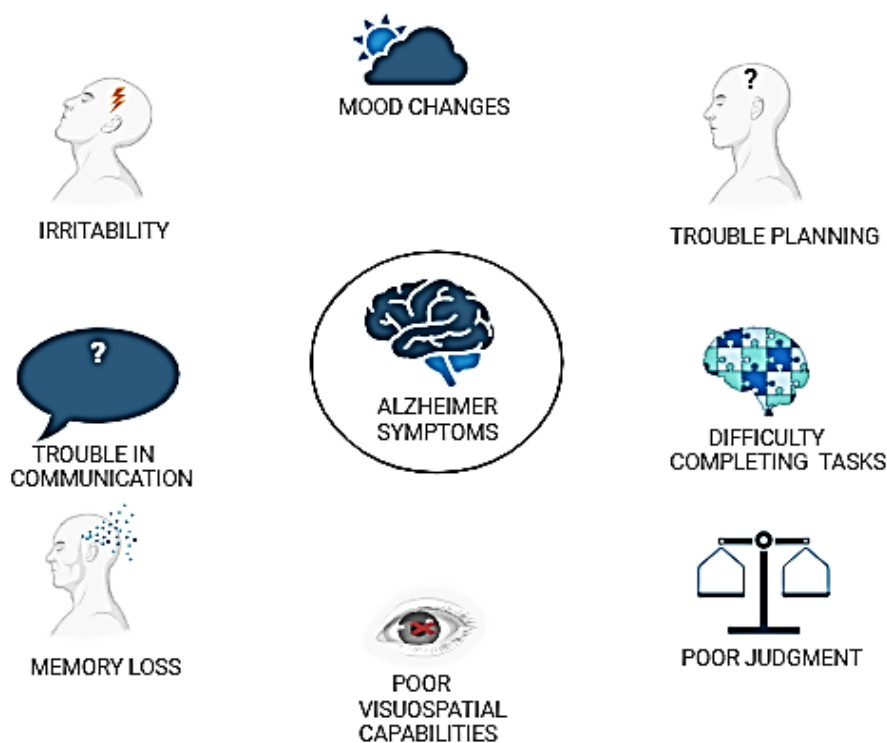 MOOD CHANGES
IRRITABILITY
?
TROUBLE PLANNING
?
TROUBLE IN
COMMUNICATION
ALZHEIMER
SYMPTOMS
DIFFICULTY
COMPLETING TASKS
MEMORY LOSS
POOR
VISUOSPATIAL
CAPABILITIES
POOR JUDGMENT